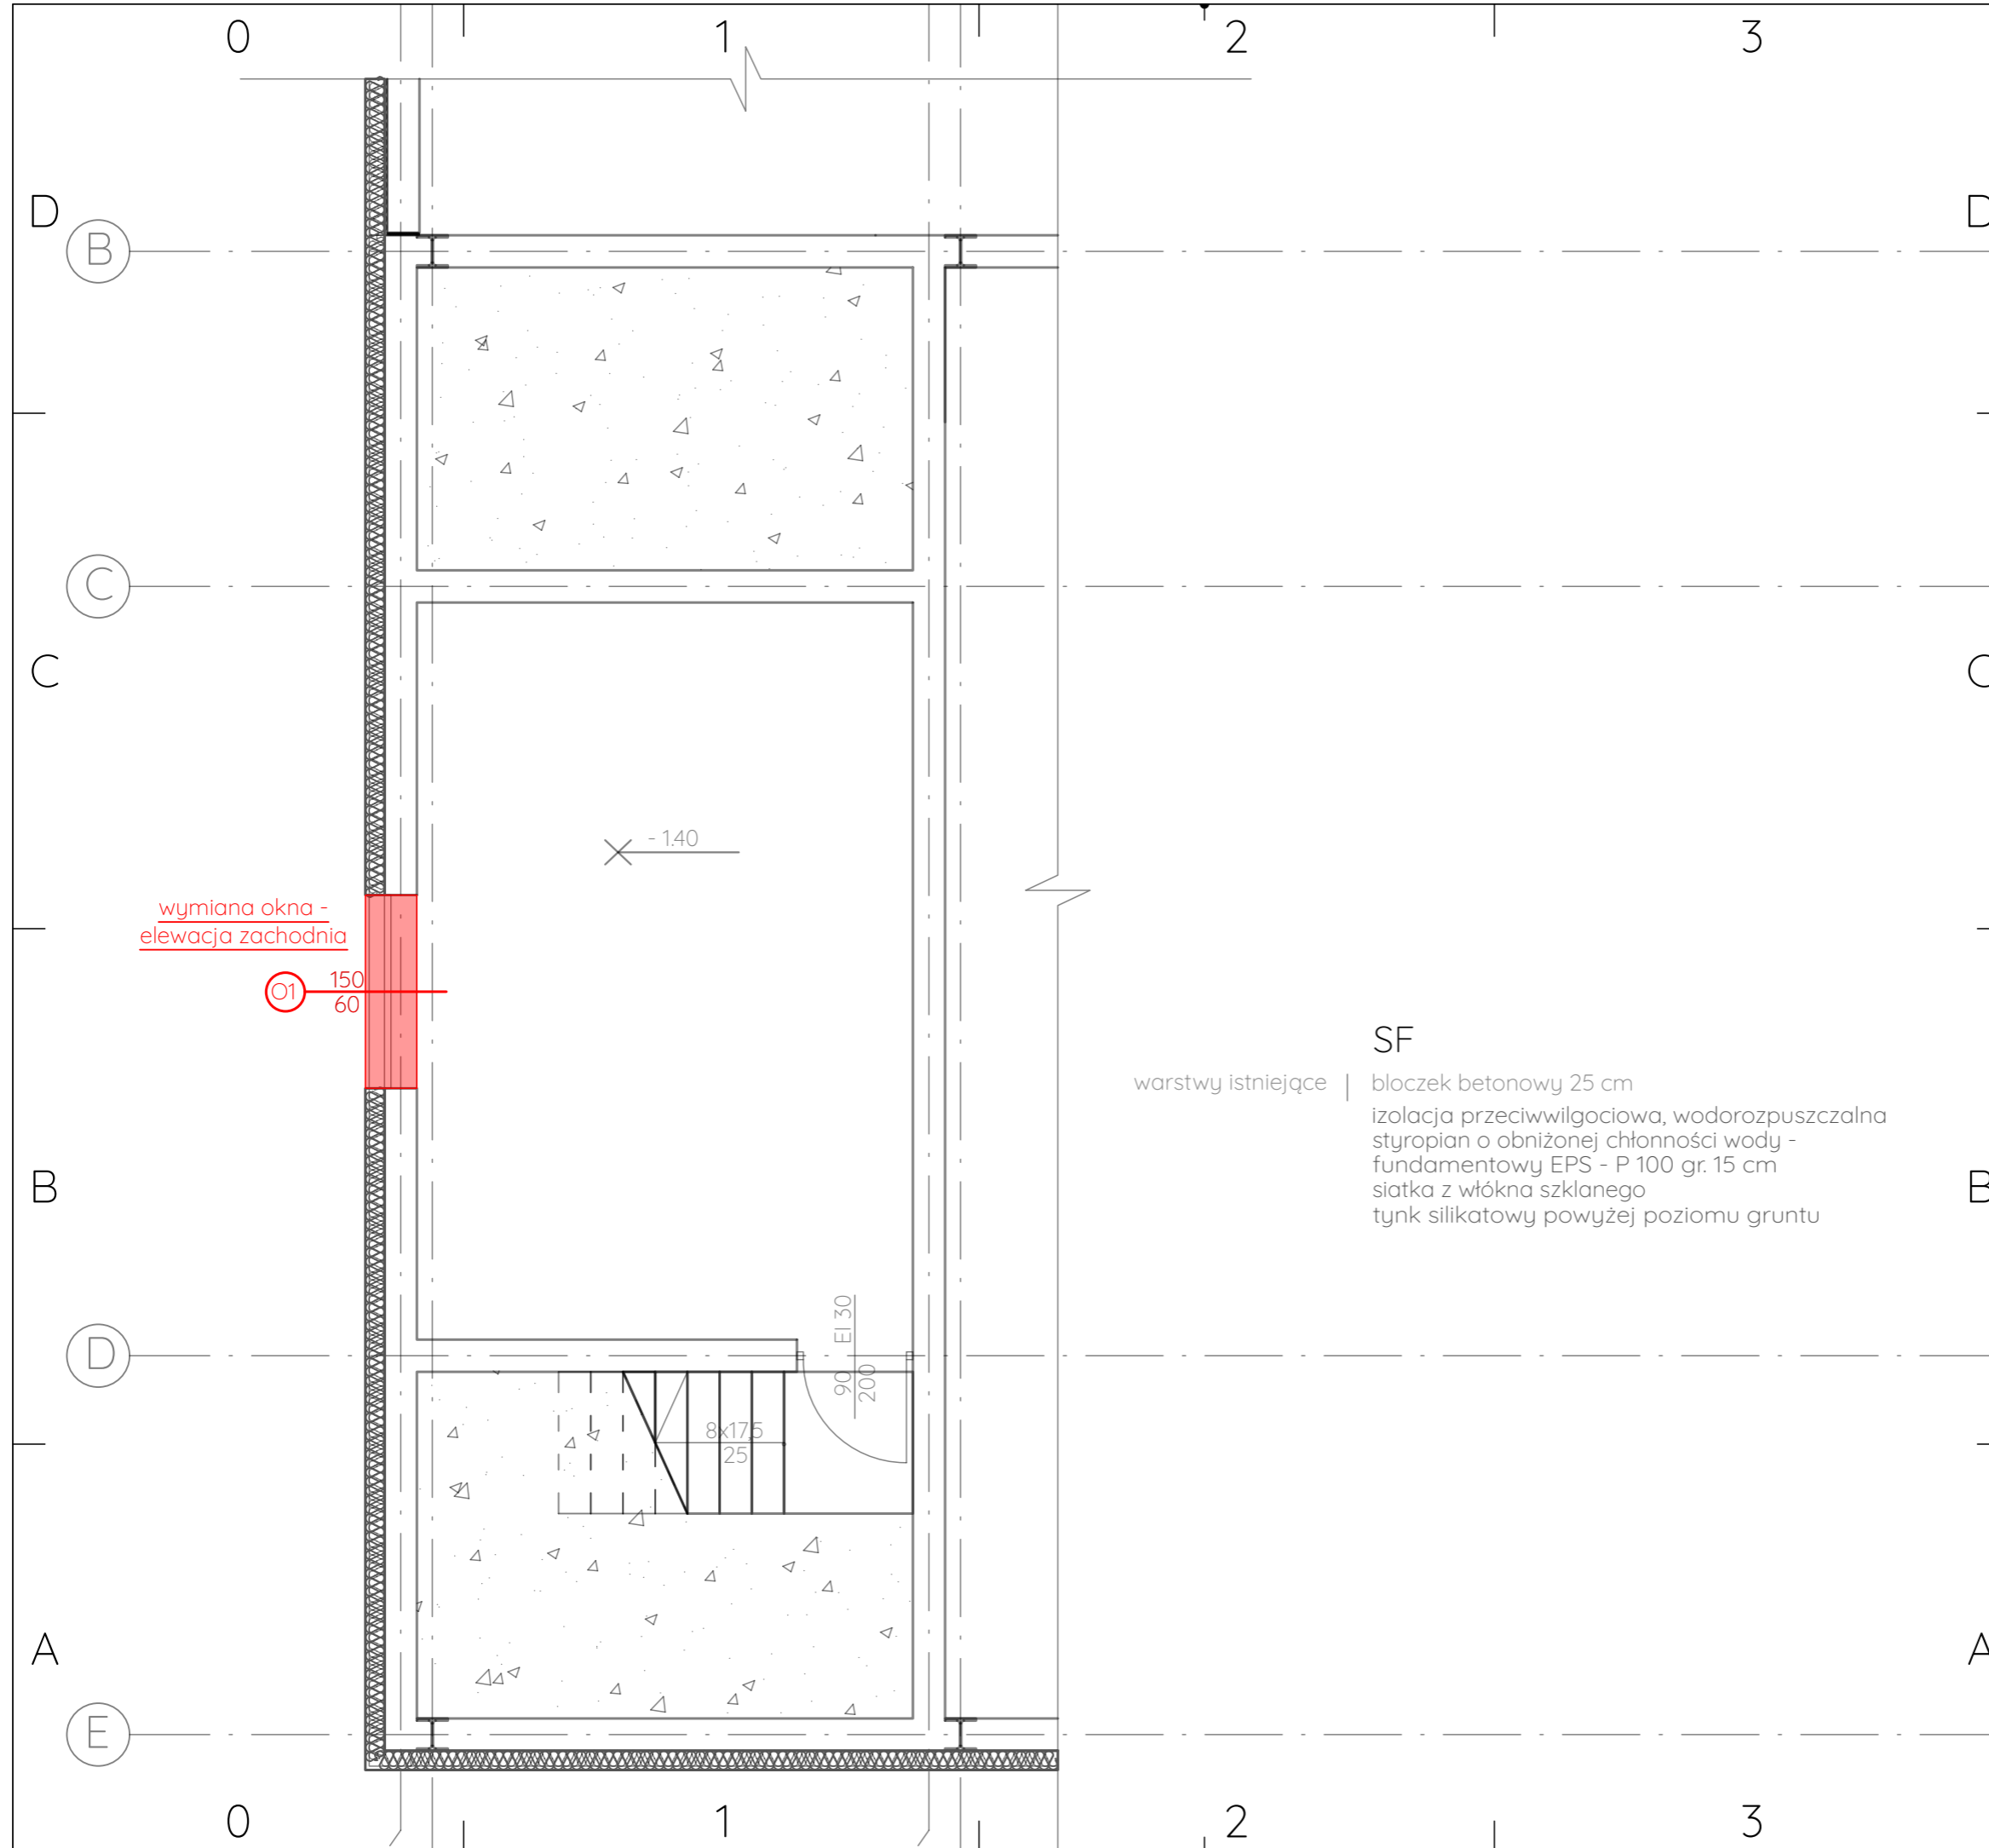 0 1 2 3
D D
B
C
C C
- 1.40
wymiana okna -
elewacja zachodnia
150
O1
60
SF
warstwy istniejące | bloczek betonowy 25 cm
izolacja przeciwwilgociowa, wodorozpuszczalna
styropian o obniżonej chłonności wody -
fundamentowy EPS - P 100 gr. 15 cm
siatka z włókna szklanego
tynk silikatowy powyżej poziomu gruntu
B B
D
90 EI 30
200
8x17,5
25
A A
E
0 1 2 3